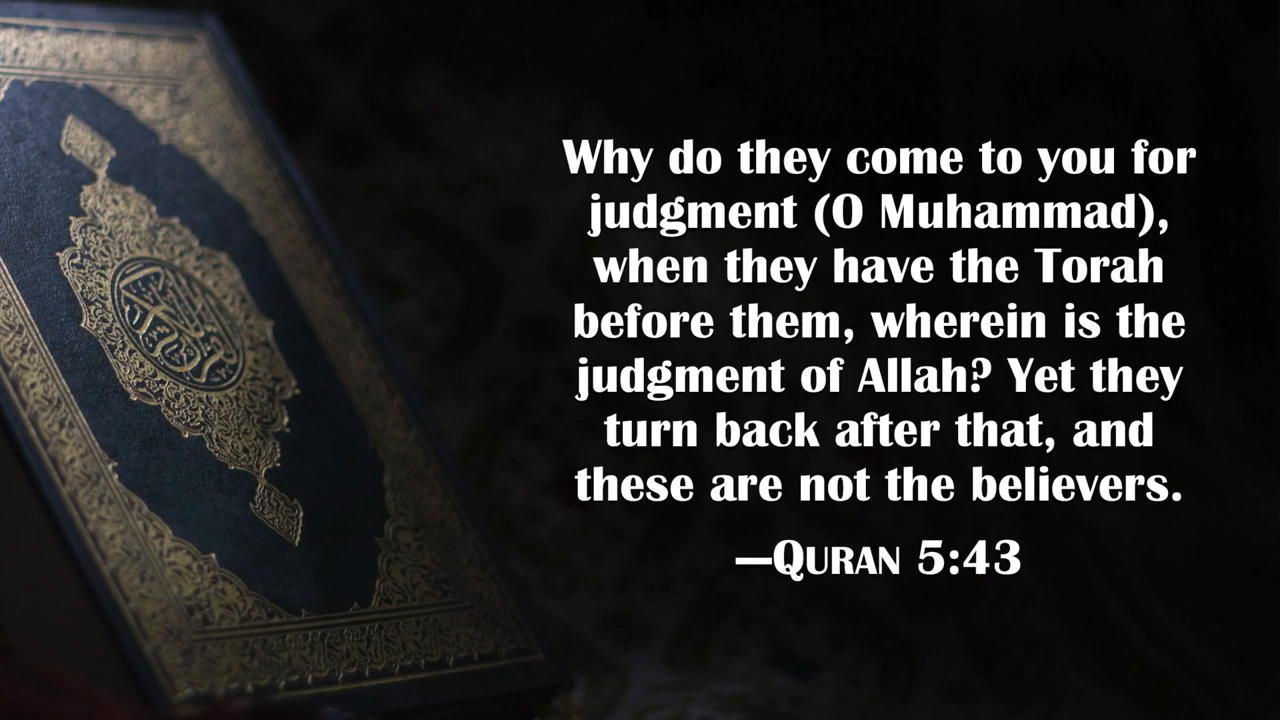 Why do they come to you for
judgment (O Muhammad),
when they have the Torah
before them, wherein is the
judgment of Allah? Yet they
turn back after that, and
these are not the believers.
—QURAN 5:43